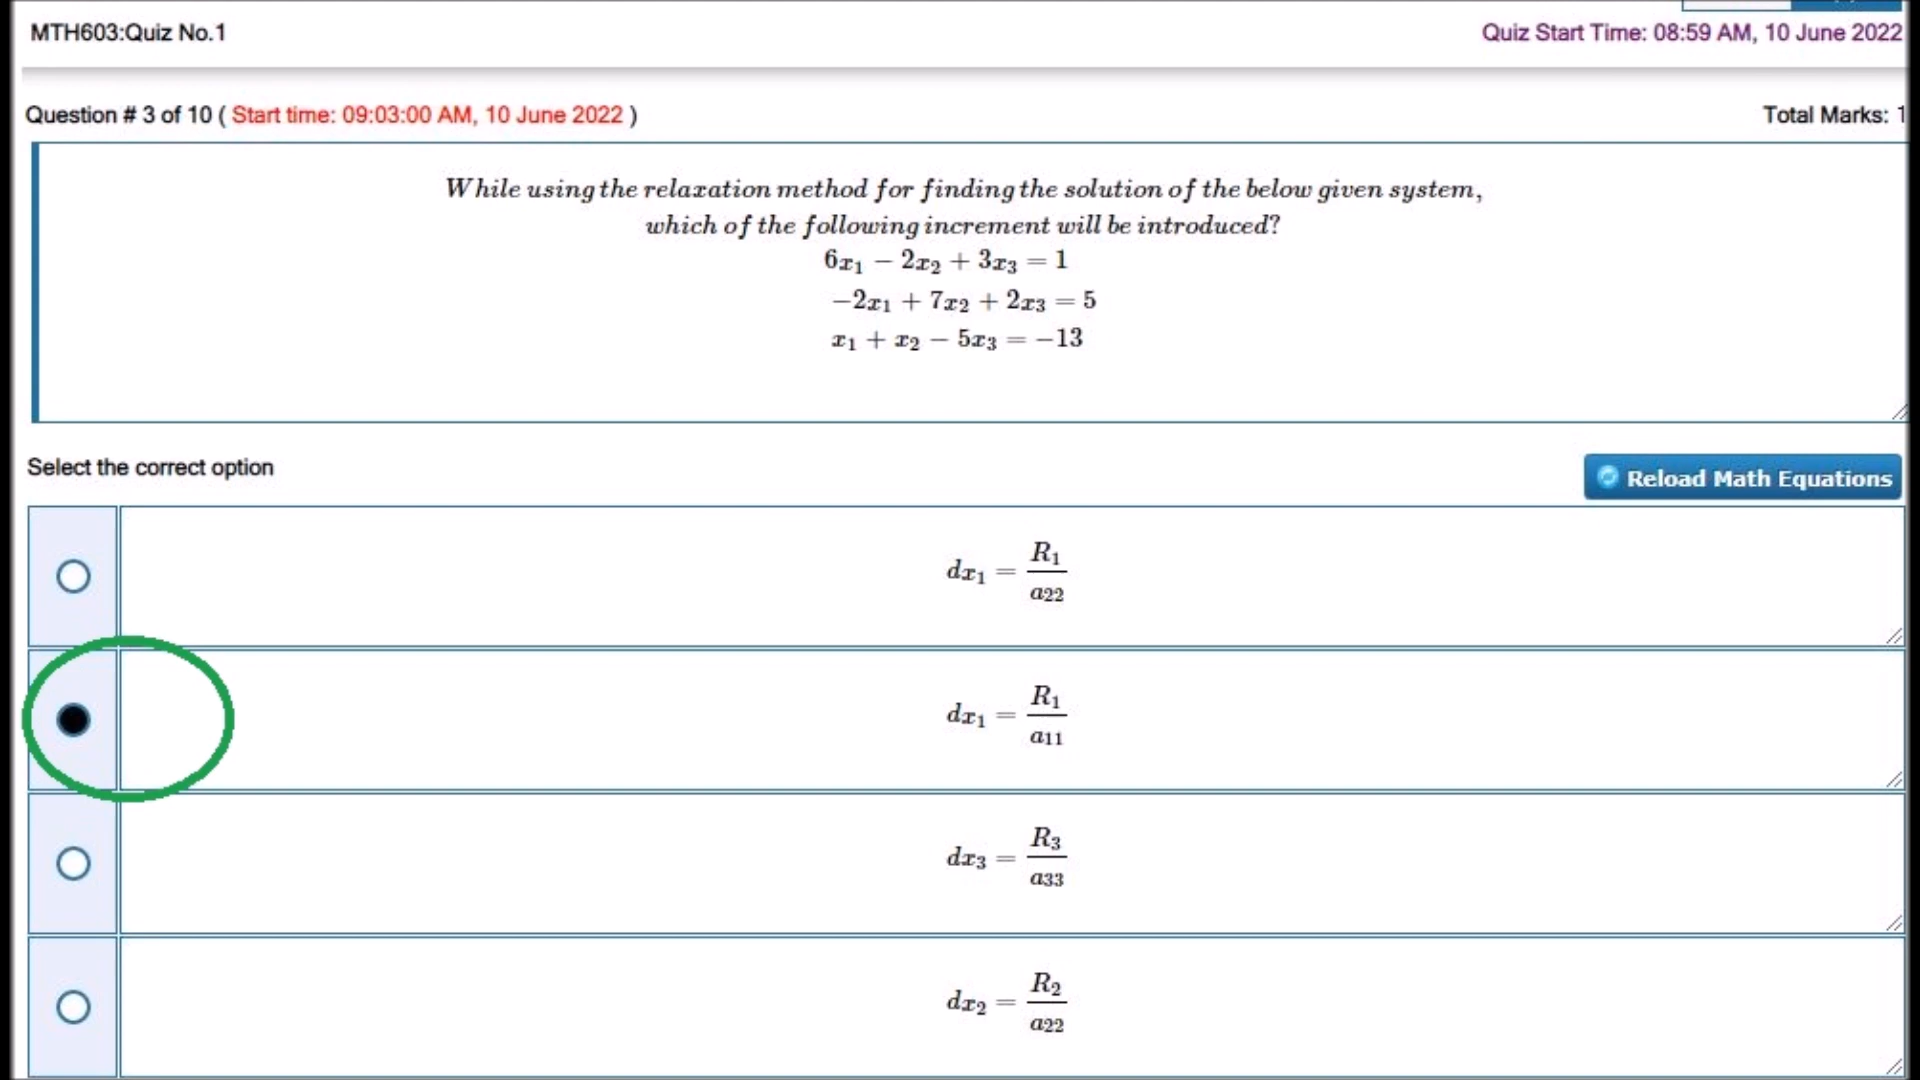 MTH603:Quiz No.1
Quiz Start Time: 08:59 AM, 10 June 2022
Question # 3 of 10 ( Start time: 09:03:00 AM, 10 June 2022 )
Total Marks: 1
While using the relaxation method for finding the solution of the below given system,
which of the following increment will be introduced?
6x₁ − 2x₂ + 3x₃ = 1
−2x₁ + 7x₂ + 2x₃ = 5
x₁ + x₂ − 5x₃ = −13
Select the correct option
Reload Math Equations
dx₁ = R₁/a₂₂
dx₁ = R₁/a₁₁
dx₃ = R₃/a₃₃
dx₂ = R₂/a₂₂